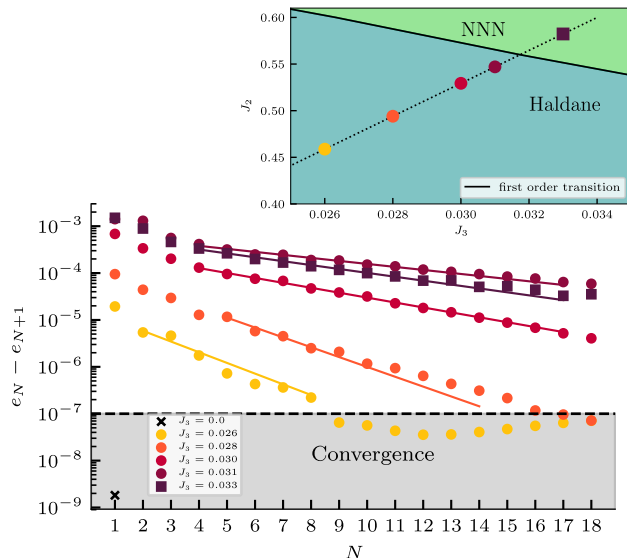 0.60
0.55
0.50
0.45
0.40
J2
NNN
Haldane
first order transition
0.026
0.028
0.030
0.032
0.034
J3
10−3
10−4
10−5
10−6
10−7
10−8
10−9
eN − eN+1
J3 = 0.0
J3 = 0.026
J3 = 0.028
J3 = 0.030
J3 = 0.031
J3 = 0.033
Convergence
1 2 3 4 5 6 7 8 9 10 11 12 13 14 15 16 17 18
N